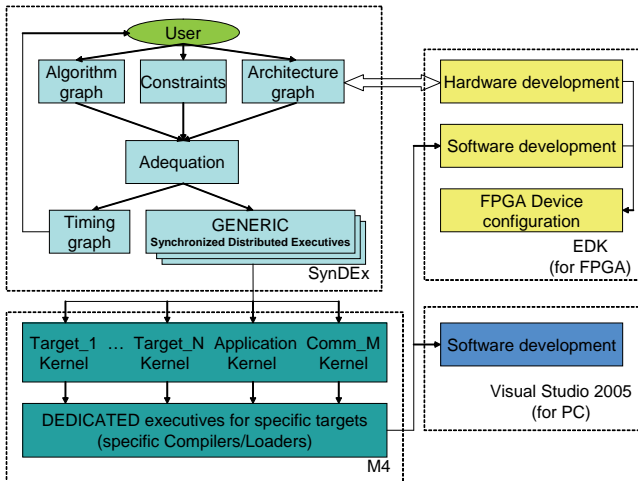 User
Algorithm graph
Constraints
Architecture graph
Adequation
Timing graph
GENERIC
Synchronized Distributed Executives
SynDEx
Target_1 Kernel
...
Target_N Kernel
Application Kernel
Comm_M Kernel
DEDICATED executives for specific targets
(specific Compilers/Loaders)
M4
Hardware development
Software development
FPGA Device
configuration
EDK
(for FPGA)
Software development
Visual Studio 2005
(for PC)